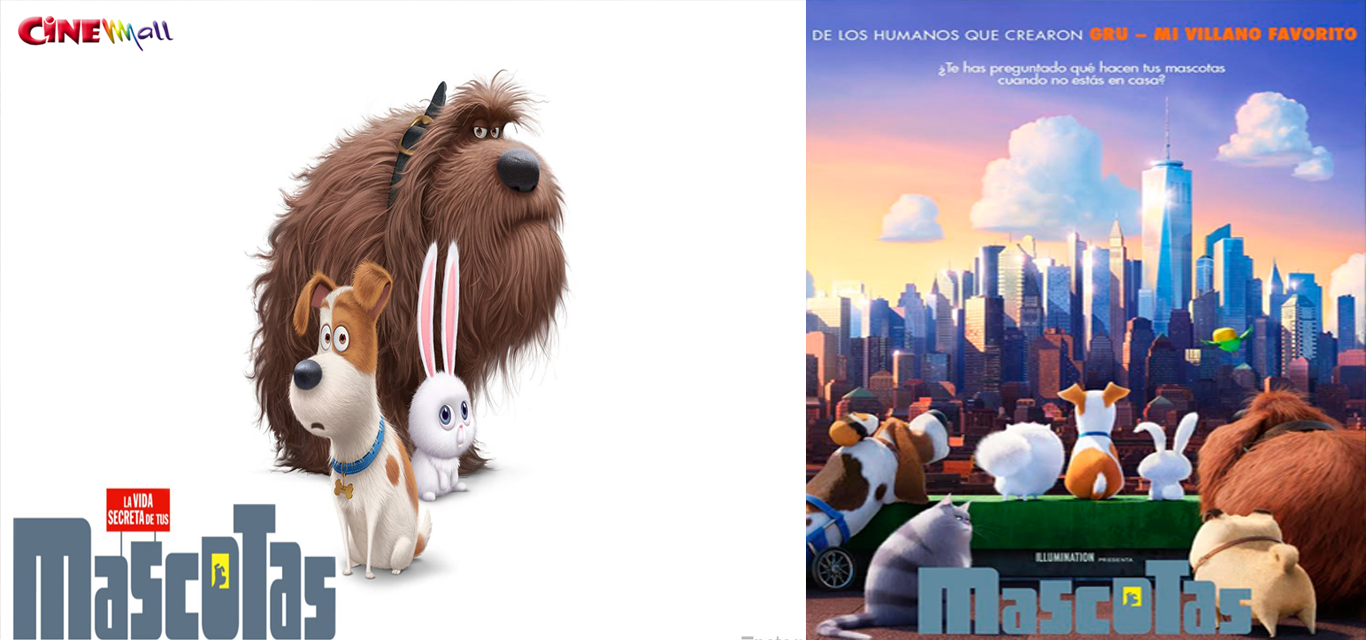 CiNEMall
LA VIDA
SECRETA DE TUS
mascoTas
DE LOS HUMANOS QUE CREARON GRU – MI VILLANO FAVORITO
¿Te has preguntado qué hacen tus mascotas
cuando no estás en casa?
ILLUMINATION PRESENTA
mascoTas